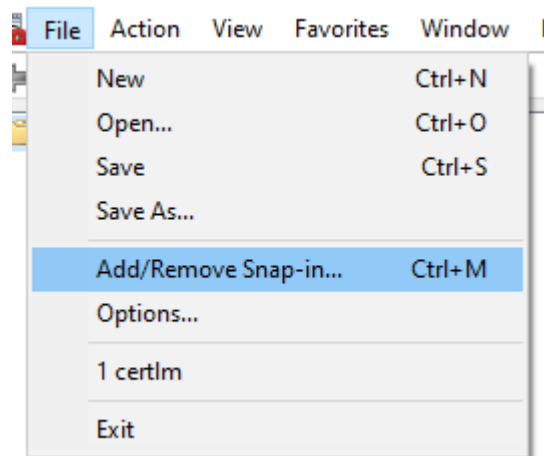 File Action View Favorites Window
New Ctrl+N
Open... Ctrl+O
Save Ctrl+S
Save As...
Add/Remove Snap-in... Ctrl+M
Options...
1 certlm
Exit